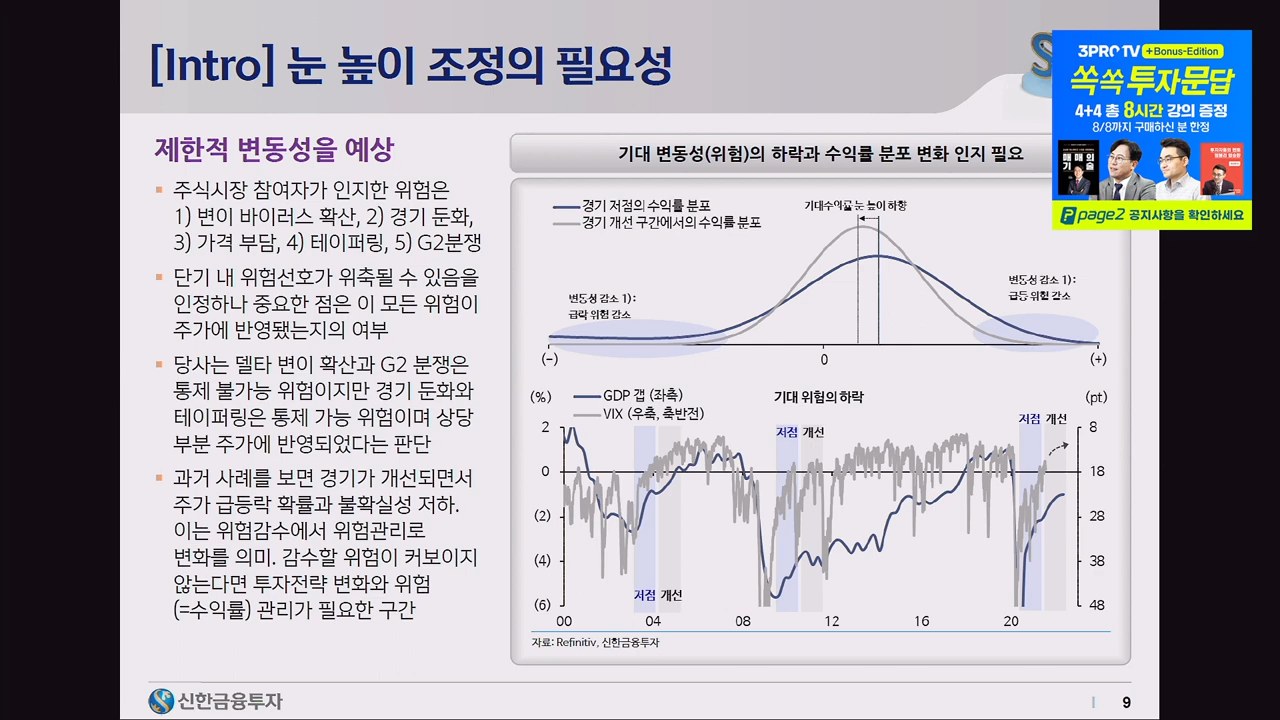 [Intro] 눈 높이 조정의 필요성
3PROTV +Bonus-Edition
쏙쏙 투자문답
4+4 총 8시간 강의 증정
8/8까지 구매하신 분 한정
매매의
기술
page2 공지사항을 확인하세요
제한적 변동성을 예상
주식시장 참여자가 인지한 위험은
1) 변이 바이러스 확산, 2) 경기 둔화,
3) 가격 부담, 4) 테이퍼링, 5) G2분쟁
단기 내 위험선호가 위축될 수 있음을
인정하나 중요한 점은 이 모든 위험이
주가에 반영됐는지의 여부
당사는 델타 변이 확산과 G2 분쟁은
통제 불가능 위험이지만 경기 둔화와
테이퍼링은 통제 가능 위험이며 상당
부분 주가에 반영되었다는 판단
과거 사례를 보면 경기가 개선되면서
주가 급등락 확률과 불확실성 저하.
이는 위험감수에서 위험관리로
변화를 의미. 감수할 위험이 커보이지
않는다면 투자전략 변화와 위험
(=수익률) 관리가 필요한 구간
기대 변동성(위험)의 하락과 수익률 분포 변화 인지 필요
경기 저점의 수익률 분포
경기 개선 구간에서의 수익률 분포
기대수익률 눈 높이 하향
변동성 감소 1):
급락 위험 감소
변동성 감소 1):
급등 위험 감소
(-) 0 (+)
(%) GDP 갭 (좌축) 기대 위험의 하락 (pt)
VIX (우축, 축반전)
저점 개선 저점 개선
2 8
0 18
(2) 28
(4) 38
저점 개선
(6) 48
00 04 08 12 16 20
자료: Refinitiv, 신한금융투자
신한금융투자 9